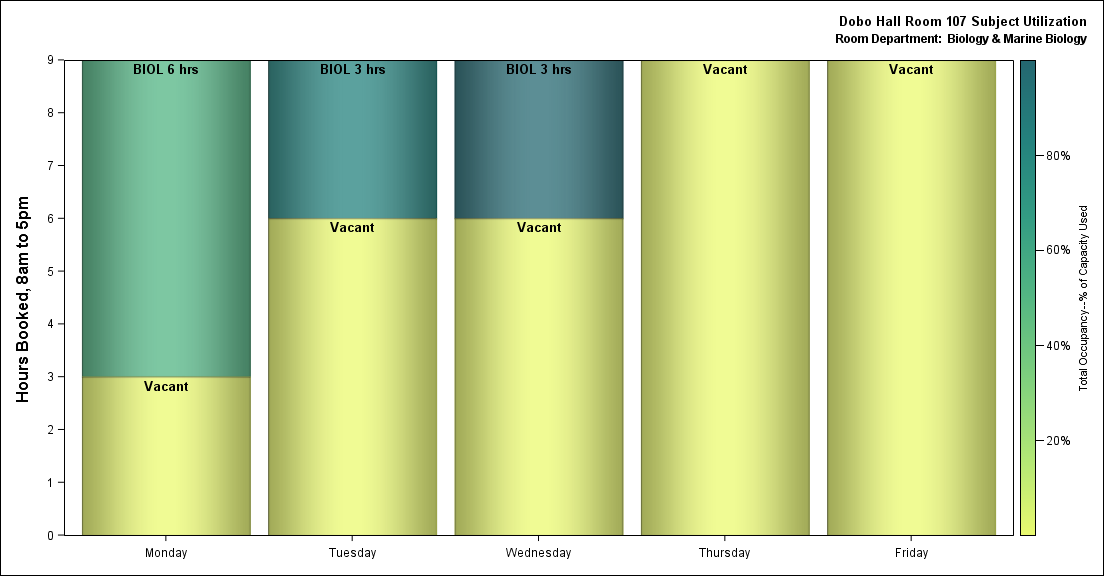 Dobo Hall Room 107 Subject Utilization
Room Department: Biology & Marine Biology
Hours Booked, 8am to 5pm
9
8
7
6
5
4
3
2
1
0
BIOL 6 hrs
Vacant
BIOL 3 hrs
Vacant
BIOL 3 hrs
Vacant
Vacant
Vacant
Monday
Tuesday
Wednesday
Thursday
Friday
80%
60%
40%
20%
Total Occupancy--% of Capacity Used